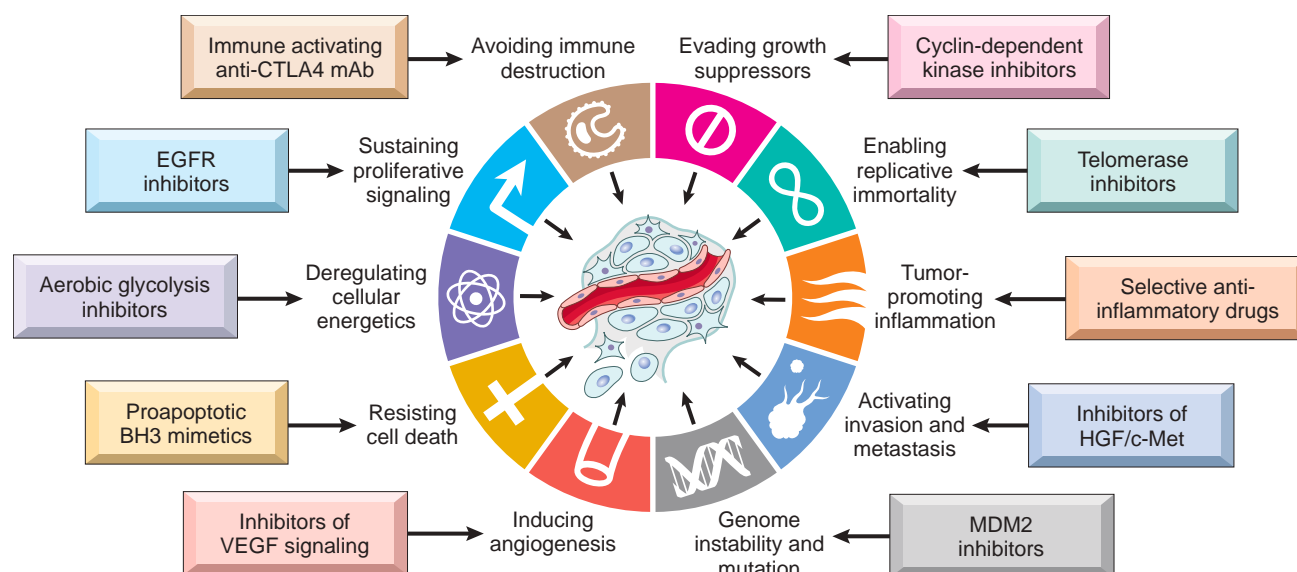 Immune activating
anti-CTLA4 mAb
Avoiding immune
destruction
Evading growth
suppressors
Cyclin-dependent
kinase inhibitors
EGFR
inhibitors
Sustaining
proliferative
signaling
Enabling
replicative
immortality
Telomerase
inhibitors
Aerobic glycolysis
inhibitors
Deregulating
cellular
energetics
Tumor-
promoting
inflammation
Selective anti-
inflammatory drugs
Proapoptotic
BH3 mimetics
Resisting
cell death
Activating
invasion and
metastasis
Inhibitors of
HGF/c-Met
Inhibitors of
VEGF signaling
Inducing
angiogenesis
Genome
instability and
mutation
MDM2
inhibitors